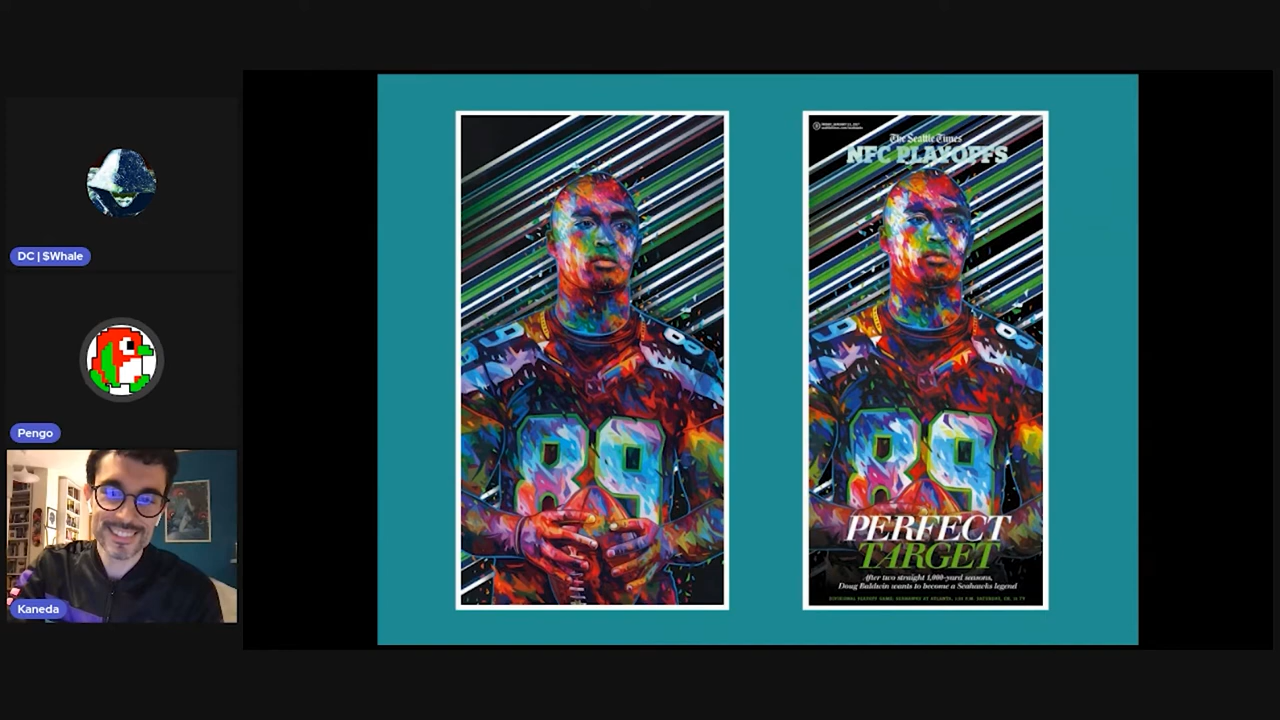 DC | $Whale
Pengo
Kaneda
89
The Seattle Times
NFC PLAYOFFS
89
PERFECT
TARGET
After two straight 1,000-yard seasons,
Doug Baldwin wants to become a Seahawks legend